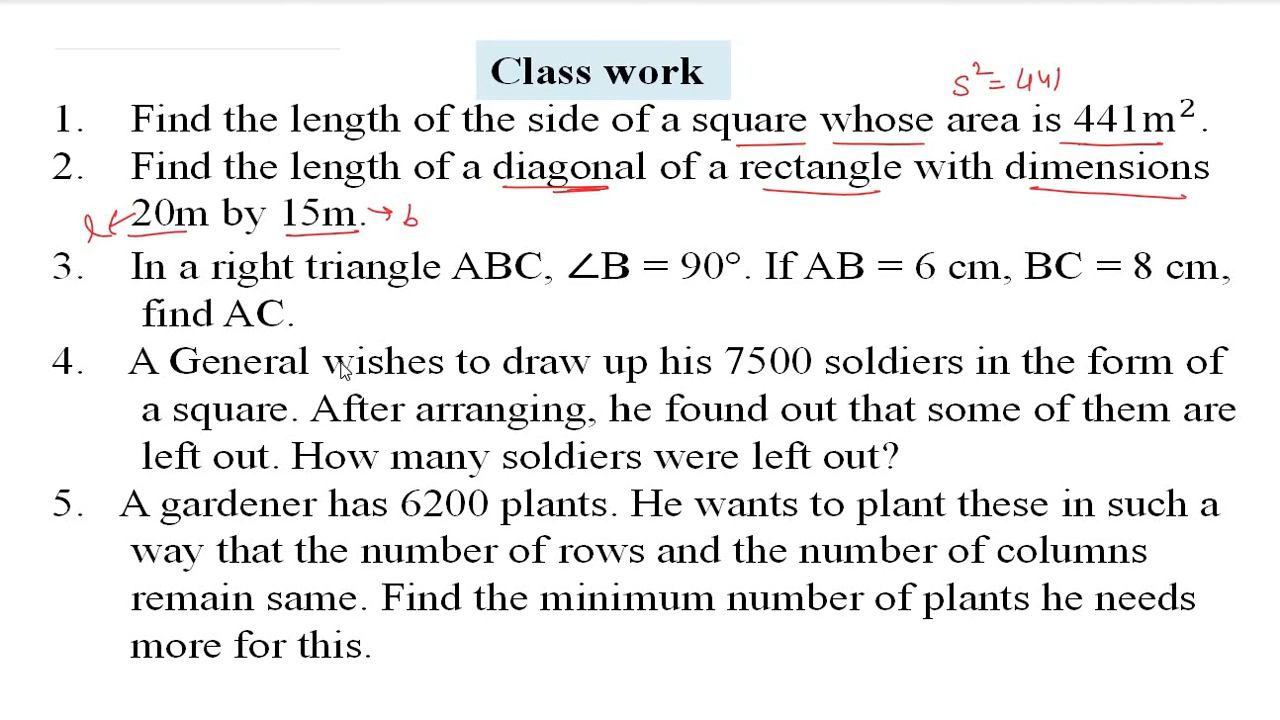 Class work
s² = 441
1. Find the length of the side of a square whose area is 441m².
2. Find the length of a diagonal of a rectangle with dimensions
l ← 20m by 15m. → b
3. In a right triangle ABC, ∠B = 90°. If AB = 6 cm, BC = 8 cm,
find AC.
4. A General wishes to draw up his 7500 soldiers in the form of
a square. After arranging, he found out that some of them are
left out. How many soldiers were left out?
5. A gardener has 6200 plants. He wants to plant these in such a
way that the number of rows and the number of columns
remain same. Find the minimum number of plants he needs
more for this.